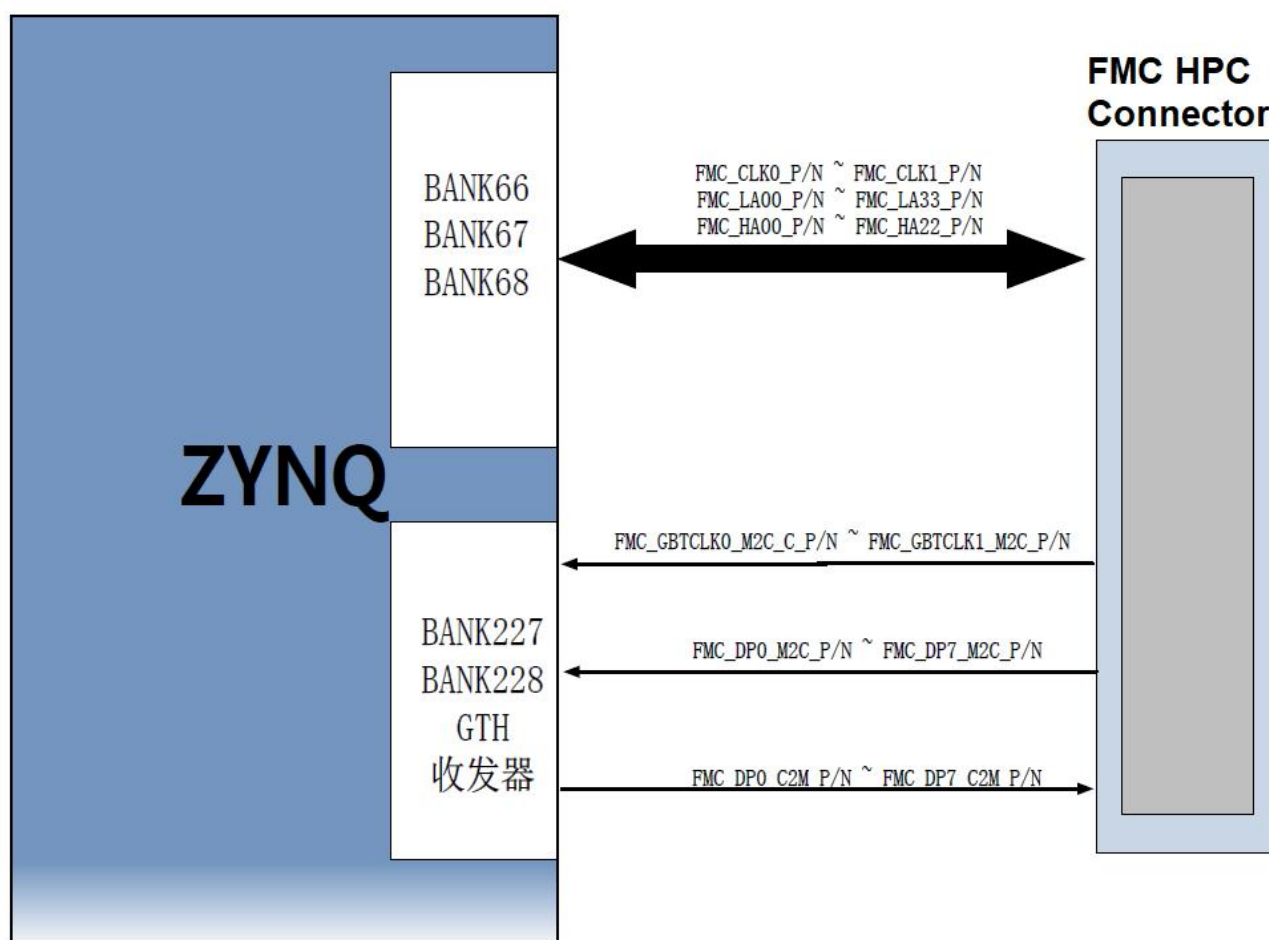 FMC HPC
Connector
FMC_CLK0_P/N ~ FMC_CLK1_P/N
FMC_LA00_P/N ~ FMC_LA33_P/N
FMC_HA00_P/N ~ FMC_HA22_P/N
BANK66
BANK67
BANK68
ZYNQ
FMC_GBTCLK0_M2C_C_P/N ~ FMC_GBTCLK1_M2C_P/N
BANK227
BANK228
GTH
收发器
FMC_DP0_M2C_P/N ~ FMC_DP7_M2C_P/N
FMC_DP0_C2M_P/N ~ FMC_DP7_C2M_P/N